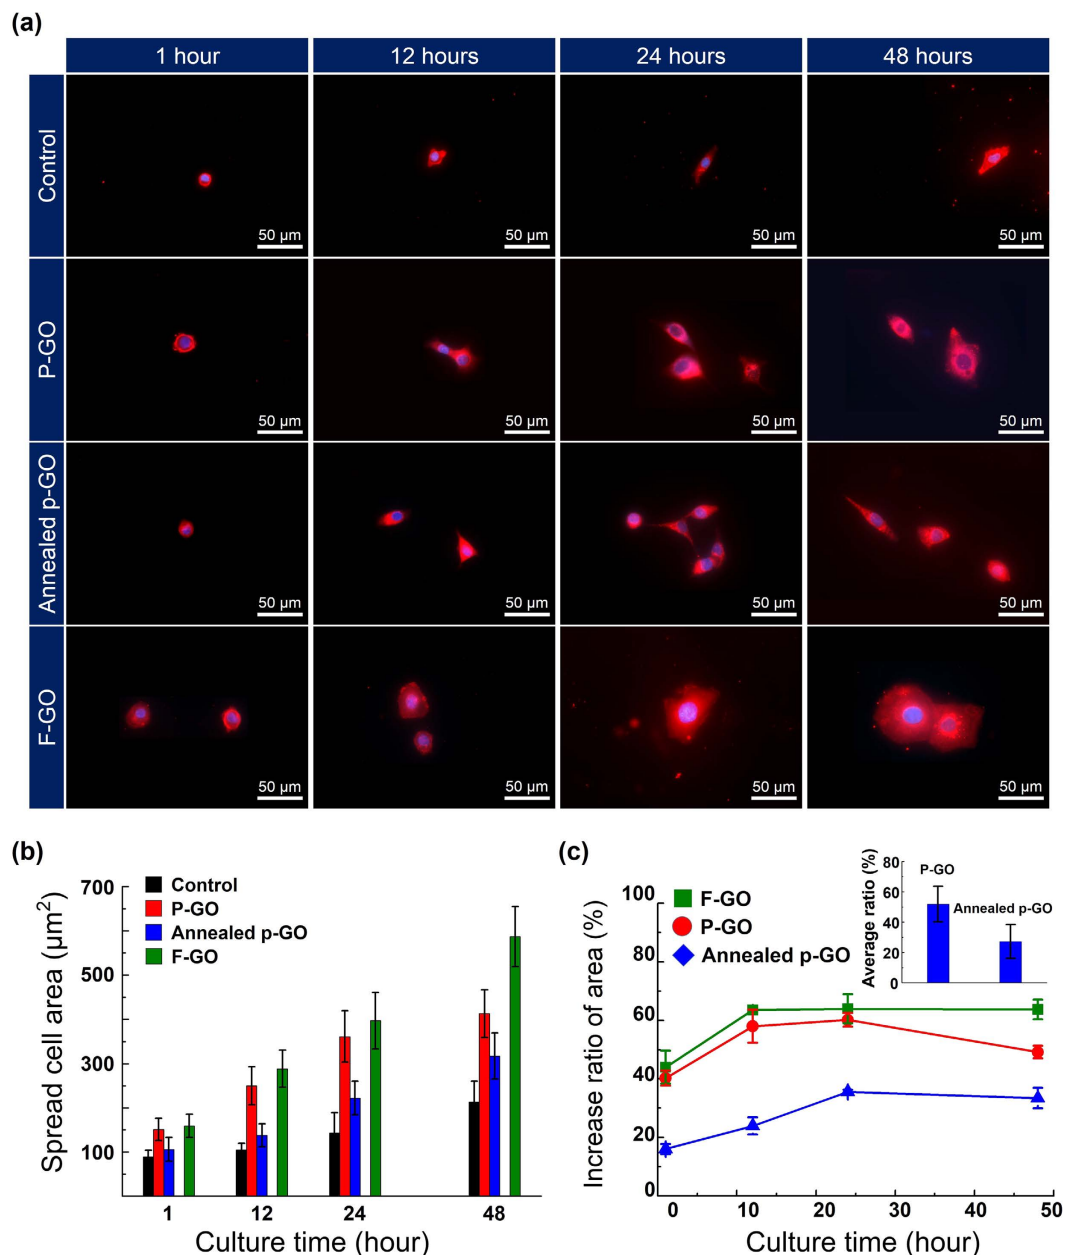 (a)
1 hour 12 hours 24 hours 48 hours
Control
50 µm 50 µm 50 µm 50 µm
P-GO
50 µm 50 µm 50 µm 50 µm
Annealed p-GO
50 µm 50 µm 50 µm 50 µm
F-GO
50 µm 50 µm 50 µm 50 µm
(b)
Spread cell area (µm²)
700
500
300
100
Control
P-GO
Annealed p-GO
F-GO
1 12 24 48
Culture time (hour)
(c)
Increase ratio of area (%)
100
80
60
40
20
0
F-GO
P-GO
Annealed p-GO
Average ratio (%)
80
60
40
20
0
P-GO
Annealed p-GO
0 10 20 30 40 50
Culture time (hour)